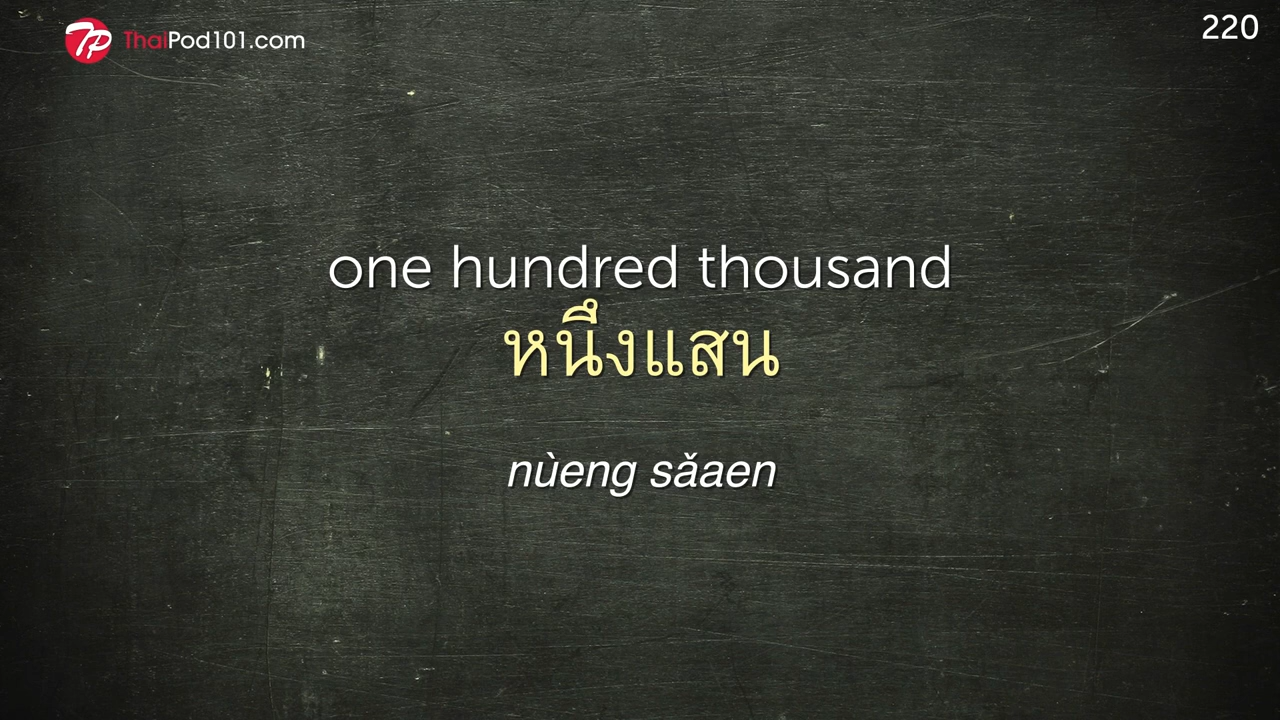 ThaiPod101.com
220
one hundred thousand
หนึ่งแสน
nùeng sǎaen